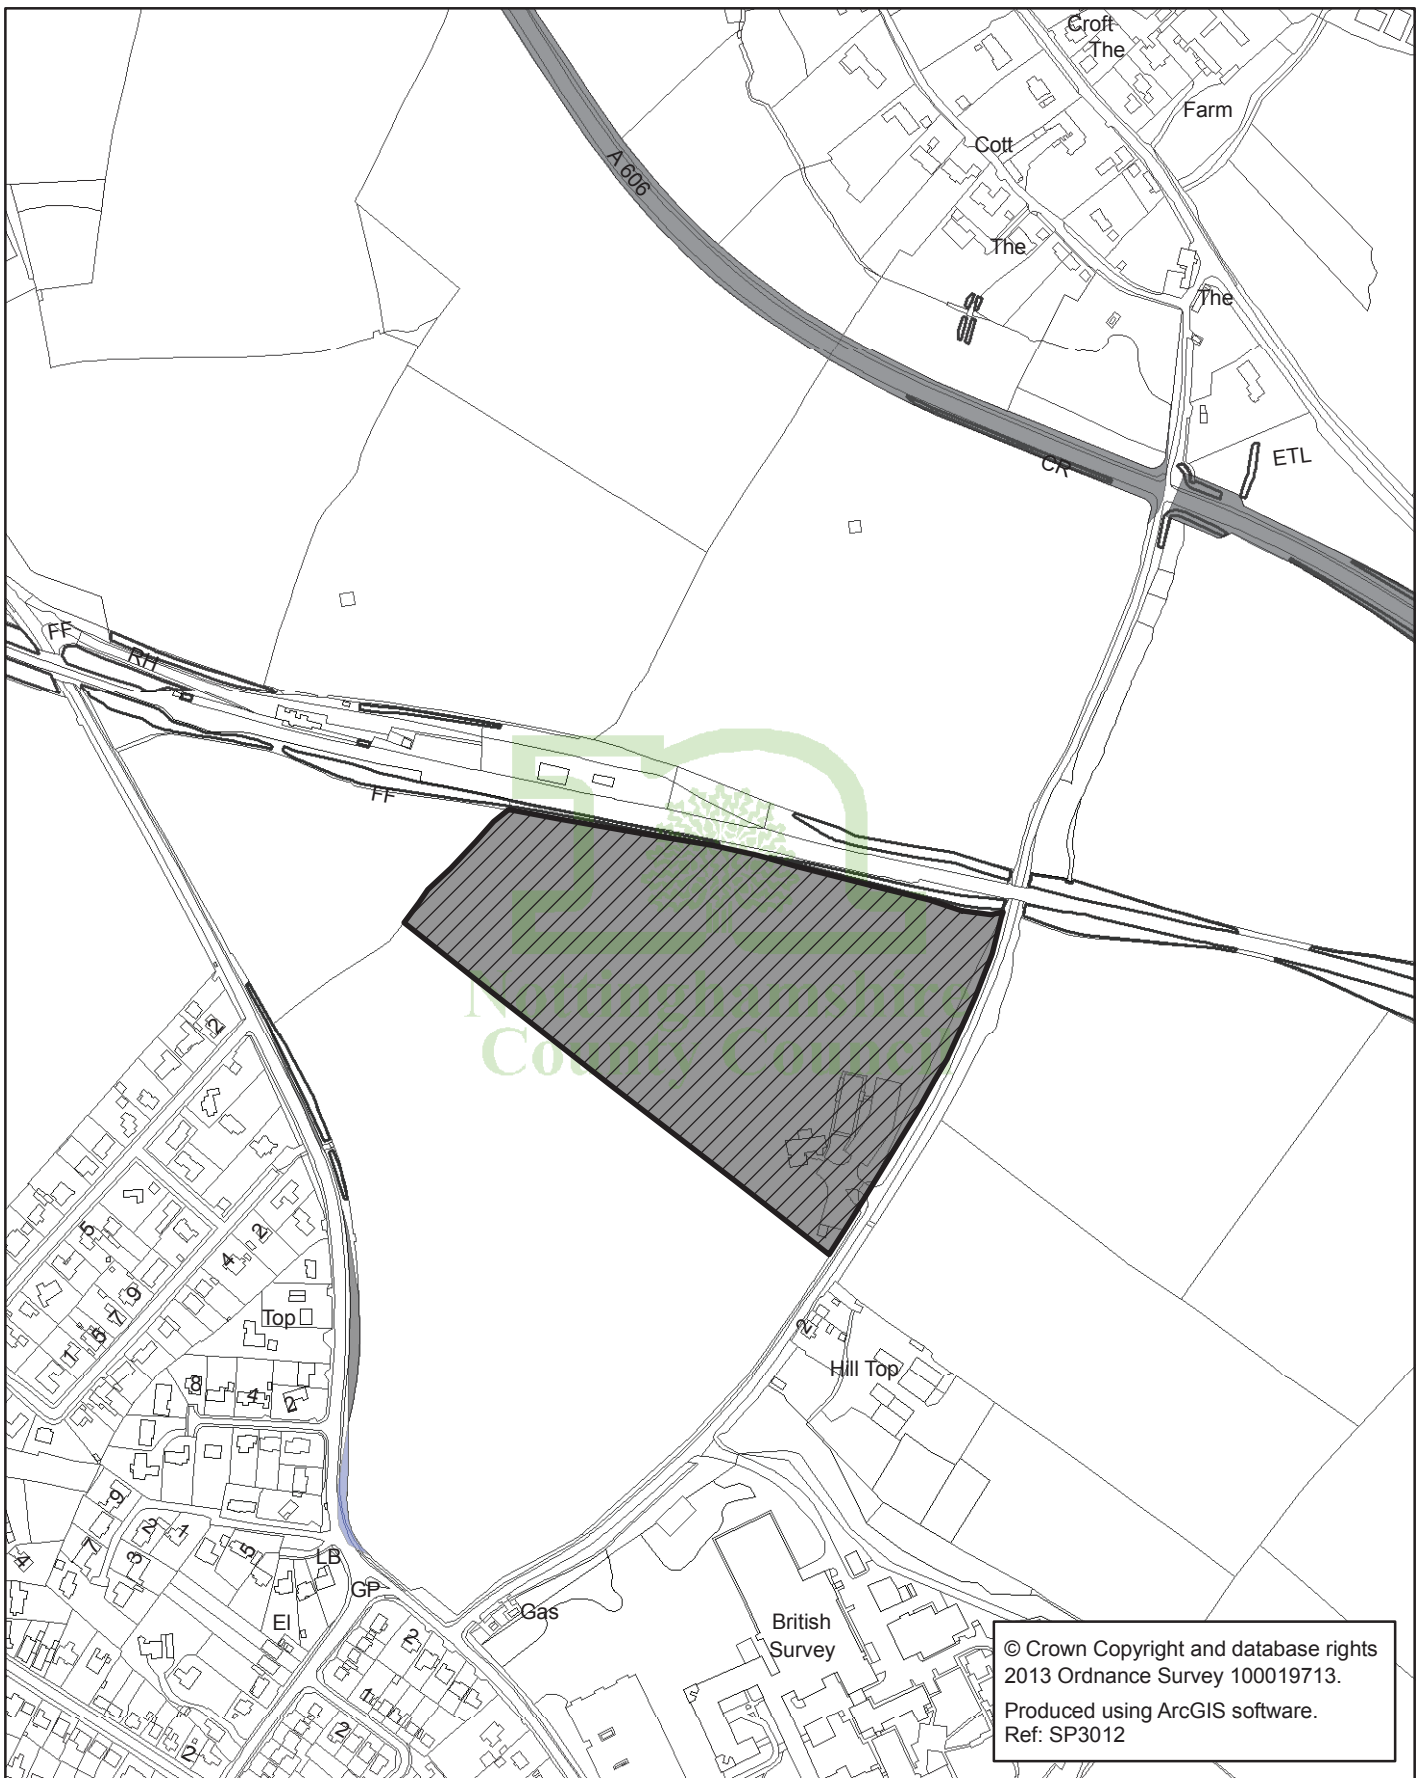 Croft
The
Farm
Cott
A 606
The
The
CR
ETL
FF
RH
FF
Nottinghamshire
County Council
2
5
2
4
9
7
5
1
Top
8
4
2
9
2
1
7
3
5
4
LB
GP
El
2
Hill Top
Gas
British
Survey
2
1
2
2
© Crown Copyright and database rights
2013 Ordnance Survey 100019713.
Produced using ArcGIS software.
Ref: SP3012